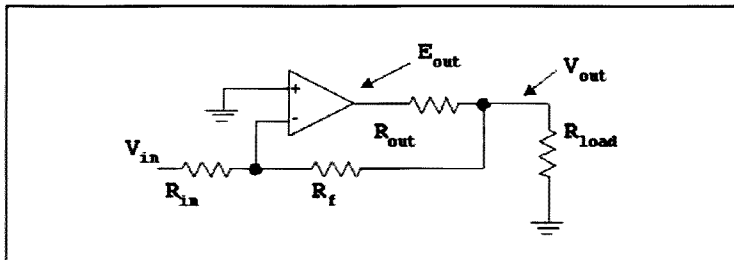 E_out
V_out
+
-
R_out
R_load
V_in
R_in
R_f